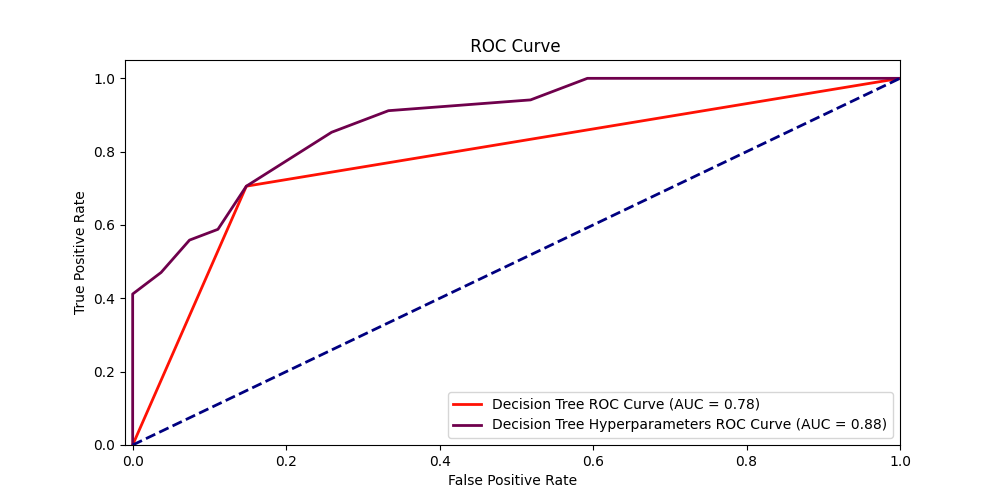 ROC Curve
1.0
0.8
0.6
0.4
0.2
0.0
True Positive Rate
Decision Tree ROC Curve (AUC = 0.78)
Decision Tree Hyperparameters ROC Curve (AUC = 0.88)
0.0 0.2 0.4 0.6 0.8 1.0
False Positive Rate